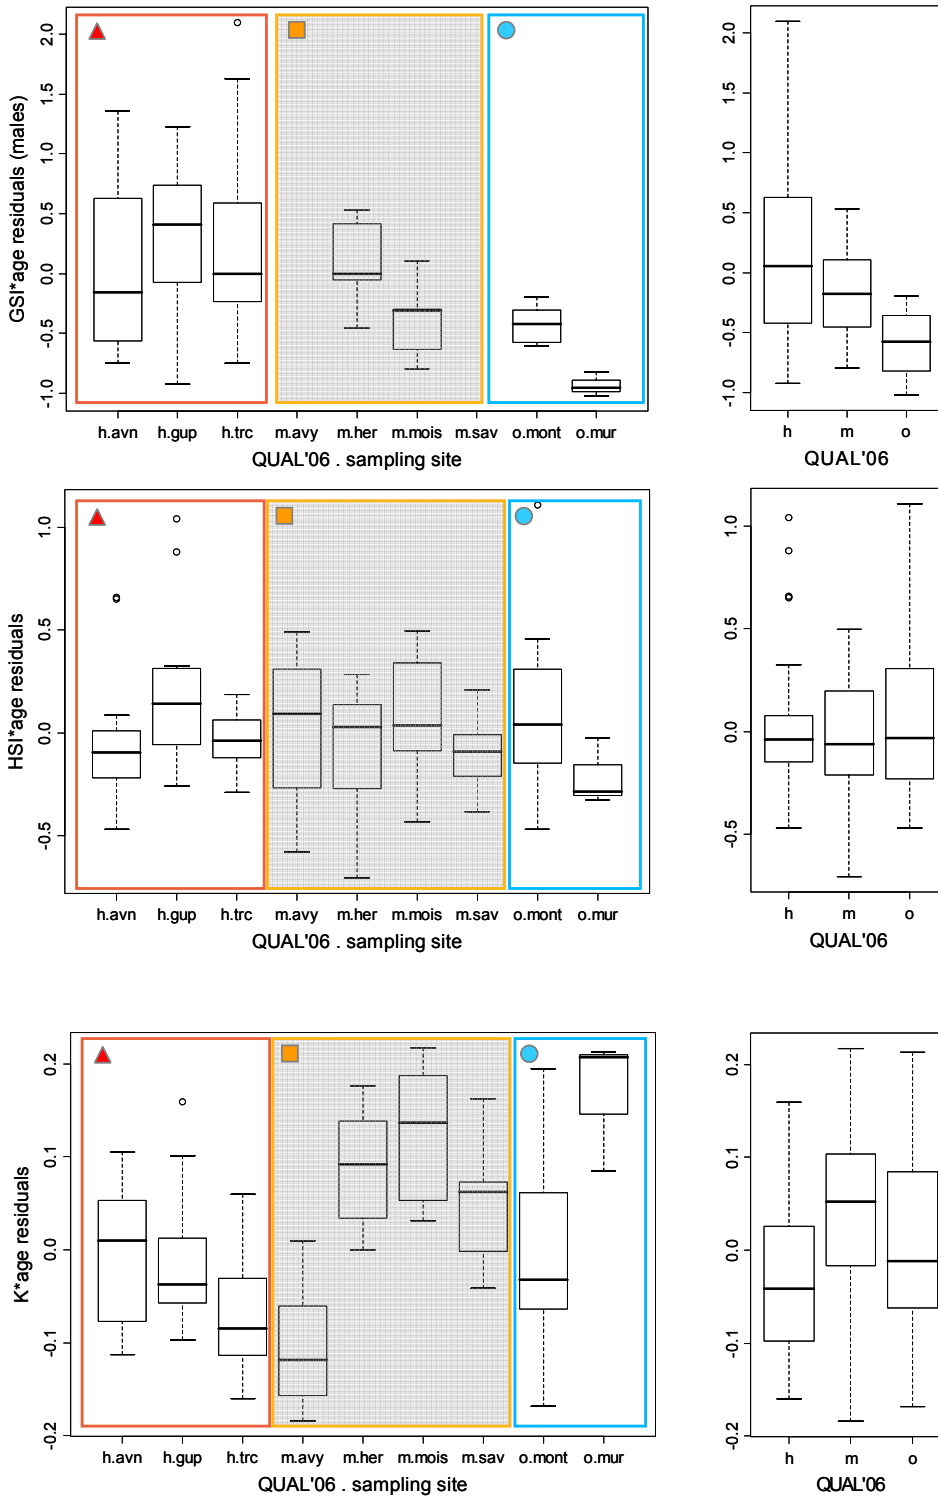 GSI*age residuals (males)
2.0
1.5
1.0
0.5
0.0
-0.5
-1.0
h.avn h.gup h.trc m.avy m.her m.mois m.sav o.mont o.mur
QUAL'06 . sampling site
2.0
1.5
1.0
0.5
0.0
-0.5
-1.0
h m o
QUAL'06
HSI*age residuals
1.0
0.5
0.0
-0.5
h.avn h.gup h.trc m.avy m.her m.mois m.sav o.mont o.mur
QUAL'06 . sampling site
1.0
0.5
0.0
-0.5
h m o
QUAL'06
K*age residuals
0.2
0.1
0.0
-0.1
-0.2
h.avn h.gup h.trc m.avy m.her m.mois m.sav o.mont o.mur
QUAL'06 . sampling site
0.2
0.1
0.0
-0.1
-0.2
h m o
QUAL'06